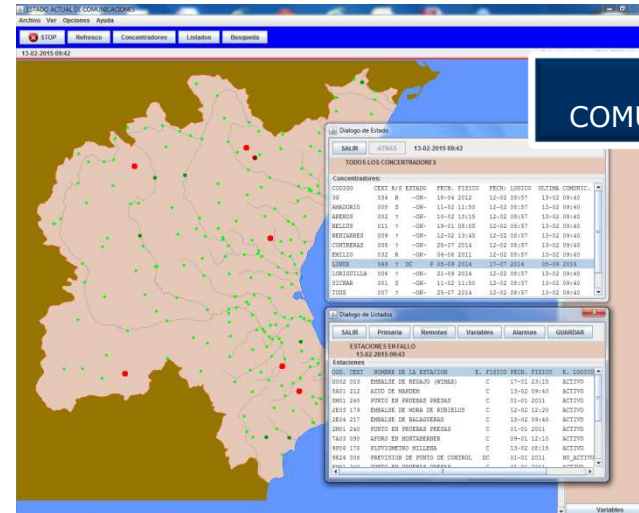 ESTADO ACTUAL DE COMUNICACIONES
Archivo Ver Opciones Ayuda
STOP Refresco Concentradores Listados Busqueda
13-02-2015 09:42
COMU
Dialogo de Estado
SALIR ATRAS 13-02-2015 09:42
TODOS LOS CONCENTRADORES
Concentradores:
CODIGO CENT R/S ESTADO FECH. FISICO FECH. LOGICO ULTIMA COMUNIC.
3G 034 R -OK- 18-04 2012 12-02 08:57 13-02 09:40
AMADORIO 008 S -OK- 11-02 11:50 12-02 08:57 13-02 09:40
ARENOS 002 ? -OK- 10-02 13:15 12-02 08:57 13-02 09:40
BELLUS 011 ? -OK- 19-01 08:05 12-02 08:57 13-02 09:40
BENIARRES 009 ? -OK- 12-02 13:45 12-02 08:57 13-02 09:40
CONTRERAS 005 ? -OK- 25-07 2014 12-02 08:57 13-02 09:40
EMILIO 032 R -OK- 06-06 2011 12-02 08:57 13-02 09:40
LINUX 069 ? DC P 05-09 2014 17-07 2014 05-09 2014
LORIGUILLA 006 ? -OK- 21-08 2014 12-02 08:57 13-02 09:40
SICHAR 001 S -OK- 11-02 11:50 12-02 08:57 13-02 09:40
TOUS 007 ? -OK- 25-07 2014 12-02 08:57 13-02 09:40
Dialogo de Listados
SALIR Primaria Remotas Variables Alarmas GUARDAR
ESTACIONES EN FALLO
13-02-2015 09:43
Estaciones
COD. CENT NOMBRE DE LA ESTACION E. FISICO FECH. FISICO E. LOGICO
003 EMBALSE DE REGAJO (WIMAX) C 17-01 23:15 ACTIVO
212 AZUD DE MANDEM C 13-02 09:40 ACTIVO
240 PUNTO EN PRUEBAS PRESAS C 01-01 2011 ACTIVO
2E03 179 EMBALSE DE MORA DE RUBIELOS C 12-02 12:20 ACTIVO
2E04 217 EMBALSE DE BALAGUERAS C 13-02 09:40 ACTIVO
240 PUNTO EN PRUEBAS PRESAS C 01-01 2011 ACTIVO
7A03 090 AFORO EN MONTABERNER C 09-01 12:10 ACTIVO
9P06 170 PLUVIOMETRO MILLENA C 13-02 08:15 ACTIVO
9824 008 PREVISION DE PUNTO DE CONTROL DC 01-01 2011 NO_ACTIVO
Variables